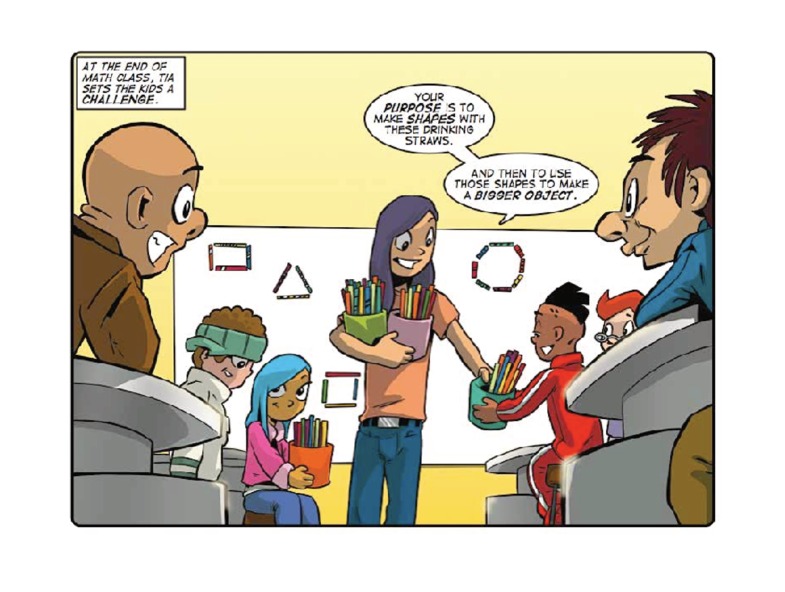 AT THE END OF
MATH CLASS, TIA
SETS THE KIDS A
CHALLENGE.
YOUR
PURPOSE IS TO
MAKE SHAPES WITH
THESE DRINKING
STRAWS.
AND THEN TO USE
THOSE SHAPES TO MAKE
A BIGGER OBJECT.